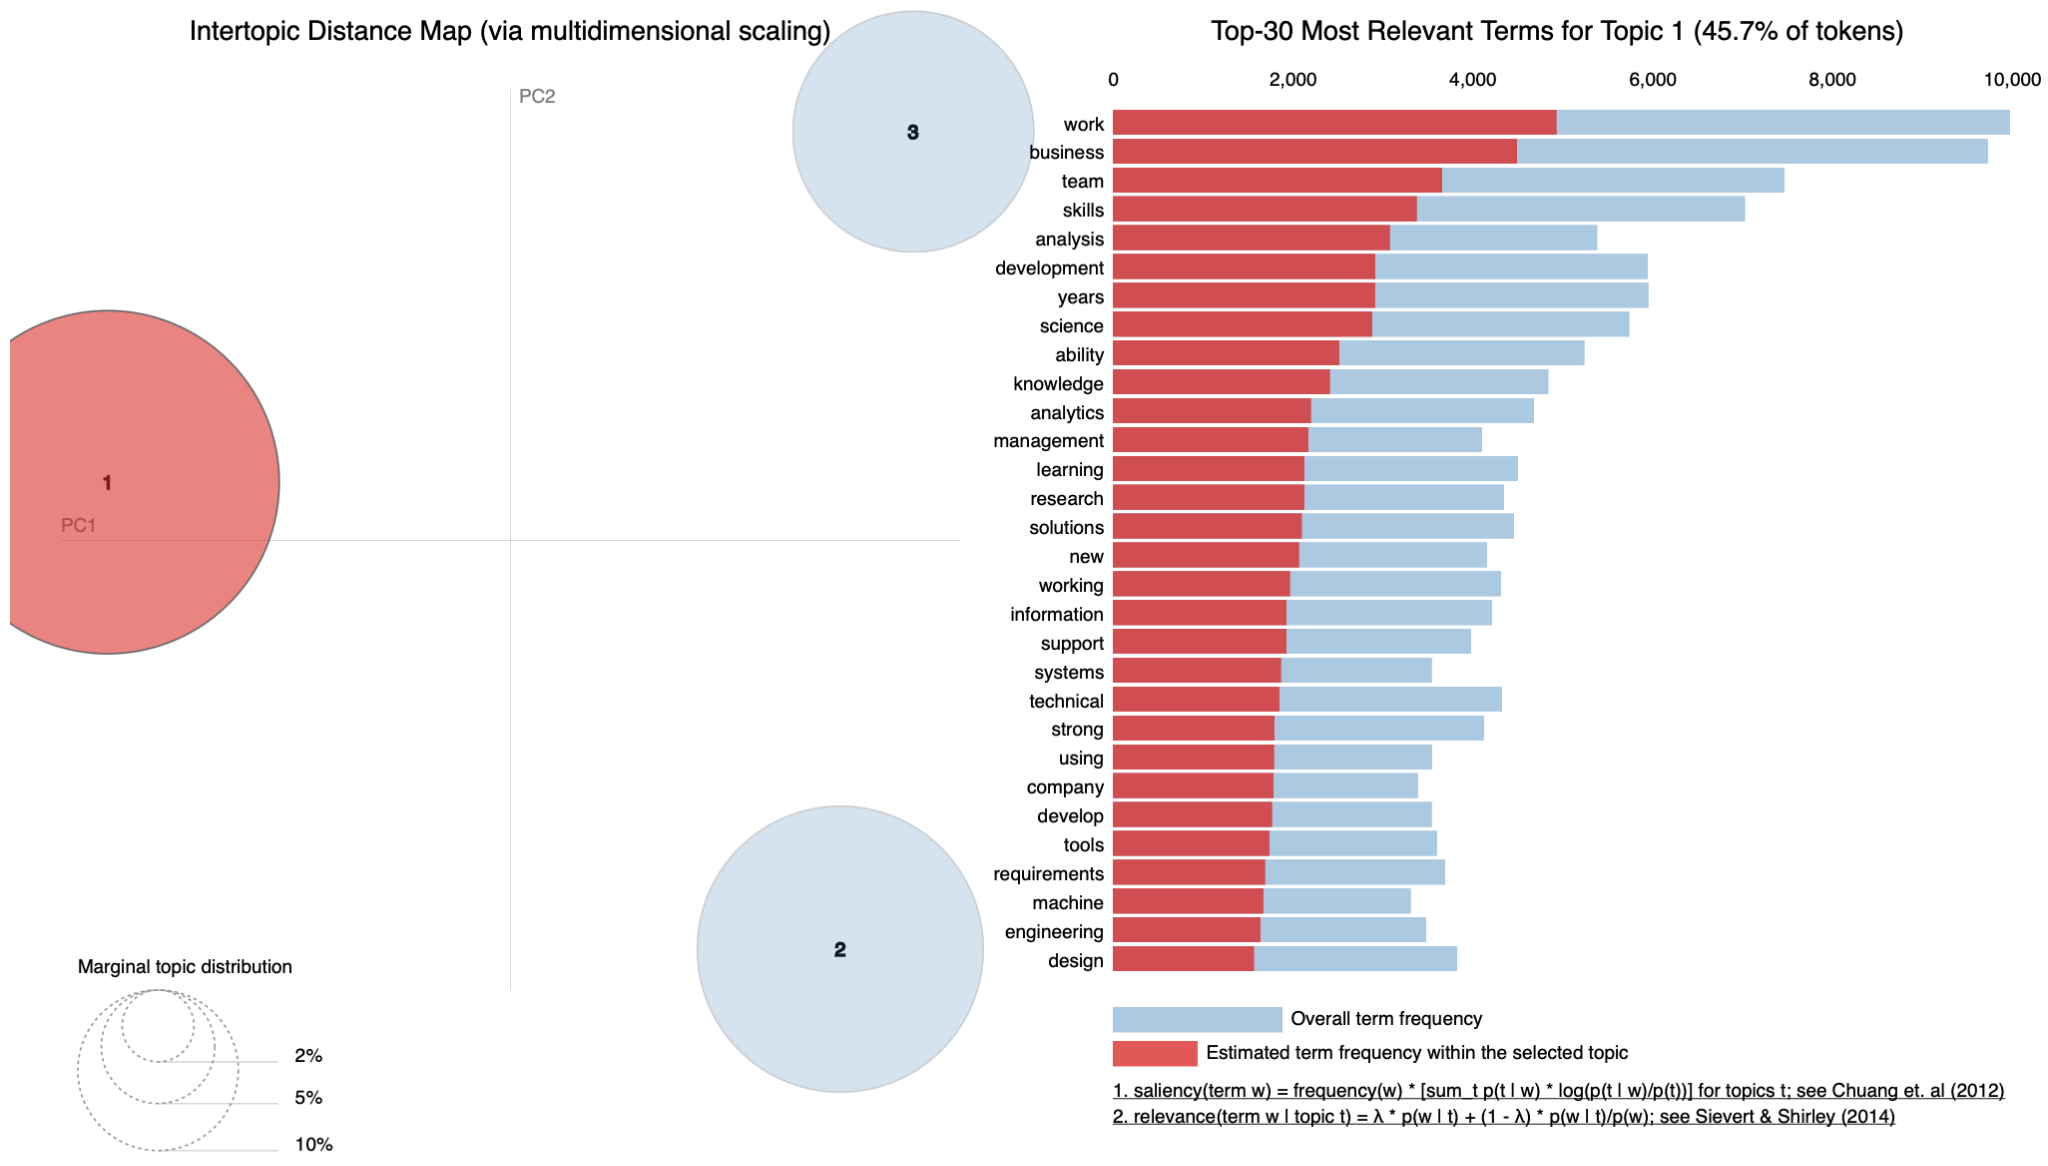 Intertopic Distance Map (via multidimensional scaling)
PC2
3
1
PC1
2
Marginal topic distribution
2%
5%
10%
Top-30 Most Relevant Terms for Topic 1 (45.7% of tokens)
0 2,000 4,000 6,000 8,000 10,000
work
business
team
skills
analysis
development
years
science
ability
knowledge
analytics
management
learning
research
solutions
new
working
information
support
systems
technical
strong
using
company
develop
tools
requirements
machine
engineering
design
Overall term frequency
Estimated term frequency within the selected topic
1. saliency(term w) = frequency(w) * [sum_t p(t | w) * log(p(t | w)/p(t))] for topics t; see Chuang et. al (2012)
2. relevance(term w | topic t) = λ * p(w | t) + (1 - λ) * p(w | t)/p(w); see Sievert & Shirley (2014)